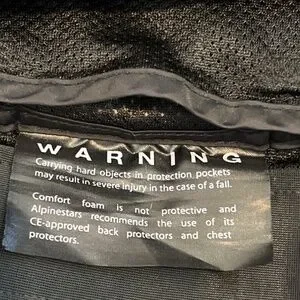 WARNING
Carrying hard objects in protection pockets
may result in severe injury in the case of a fall.
Comfort foam is not protective and
Alpinestars recommends the use of its
CE-approved back protectors and chest
protectors.